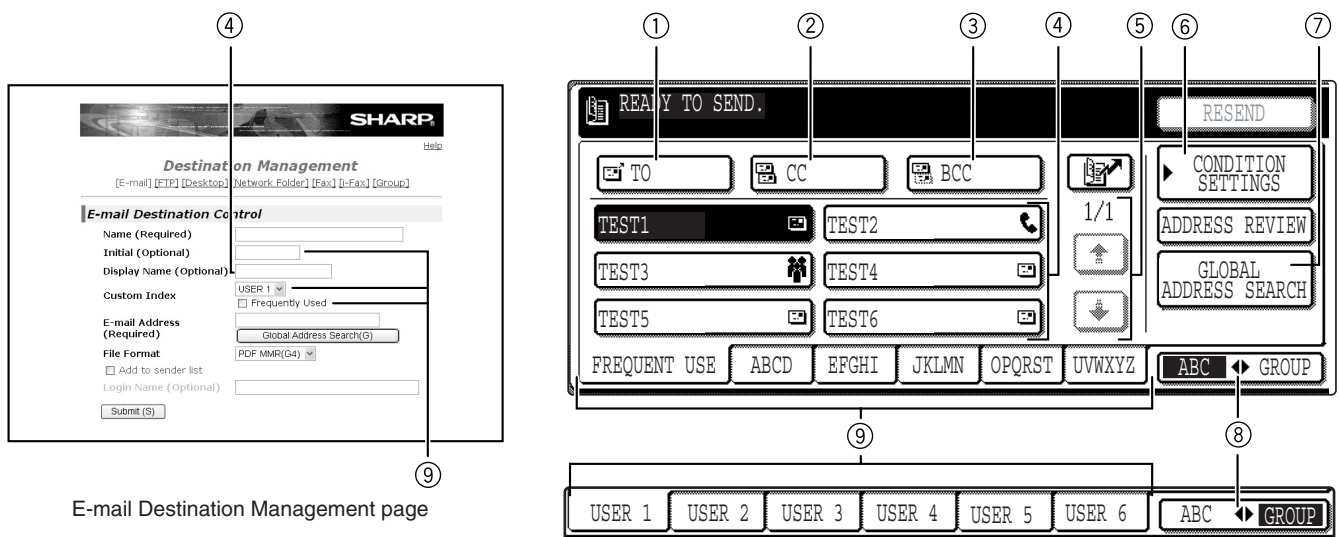 ④
SHARP
Help
Destination Management
[E-mail] [FTP] [Desktop] [Network Folder] [Fax] [I-Fax] [Group]
E-mail Destination Control
Name (Required)
Initial (Optional)
Display Name (Optional)
Custom Index
USER 1
Frequently Used
E-mail Address
(Required)
Global Address Search(G)
File Format
PDF MMR(G4)
Add to sender list
Login Name (Optional)
Submit (S)
⑨
E-mail Destination Management page
① ② ③ ④ ⑤ ⑥ ⑦
READY TO SEND.
RESEND
TO
CC
BCC
CONDITION
SETTINGS
TEST1
TEST2
1/1
ADDRESS REVIEW
TEST3
TEST4
GLOBAL
ADDRESS SEARCH
TEST5
TEST6
FREQUENT USE ABCD EFGHI JKLMN OPQRST UVWXYZ ABC GROUP
⑨ ⑧
USER 1 USER 2 USER 3 USER 4 USER 5 USER 6 ABC GROUP